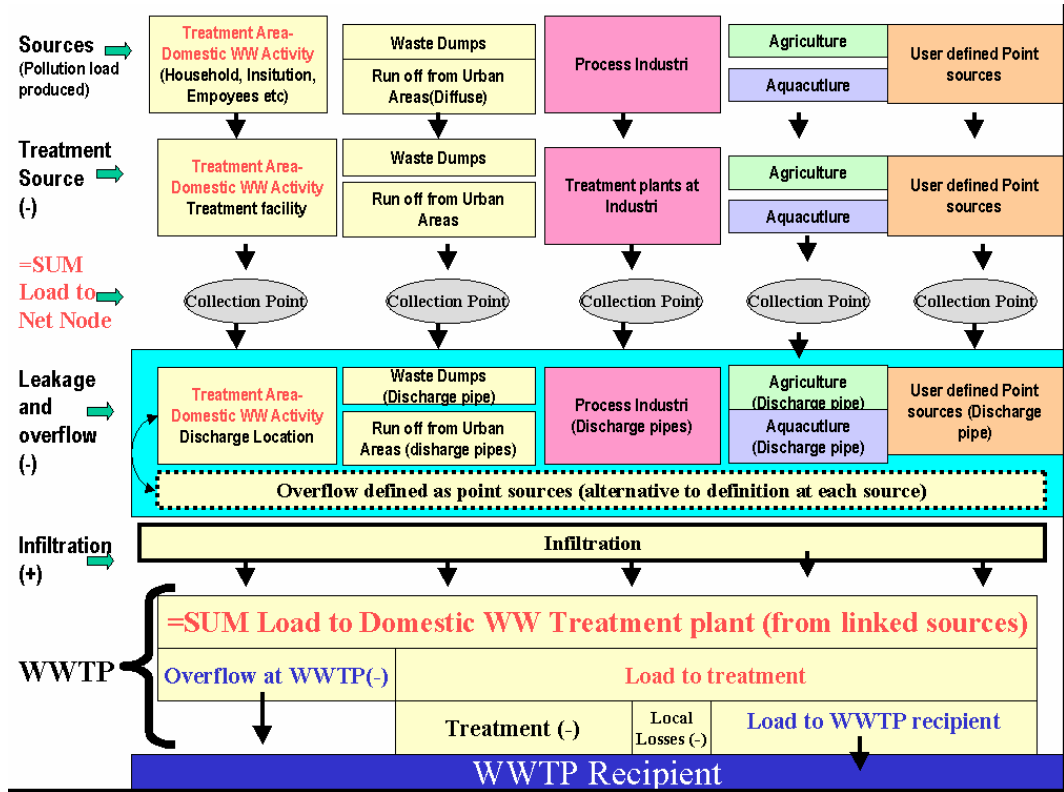 Sources
(Pollution load
produced)
Treatment Area-
Domestic WW Activity
(Household, Insitution,
Empoyees etc)
Waste Dumps
Run off from Urban
Areas(Diffuse)
Process Industri
Agriculture
Aquacutlure
User defined Point
sources
Treatment
Source
(-)
Treatment Area-
Domestic WW Activity
Treatment facility
Waste Dumps
Run off from Urban
Areas
Treatment plants at
Industri
Agriculture
Aquacutlure
User defined Point
sources
=SUM
Load to
Net Node
Collection Point
Collection Point
Collection Point
Collection Point
Collection Point
Leakage
and
overflow
(-)
Treatment Area-
Domestic WW Activity
Discharge Location
Waste Dumps
(Discharge pipe)
Run off from Urban
Areas (disharge pipes)
Process Industri
(Discharge pipes)
Agriculture
(Discharge pipe)
Aquacutlure
(Discharge pipe)
User defined Point
sources (Discharge
pipe)
Overflow defined as point sources (alternative to definition at each source)
Infiltration
(+)
Infiltration
WWTP
=SUM Load to Domestic WW Treatment plant (from linked sources)
Overflow at WWTP(-)
Load to treatment
Treatment (-)
Local
Losses (-)
Load to WWTP recipient
WWTP Recipient